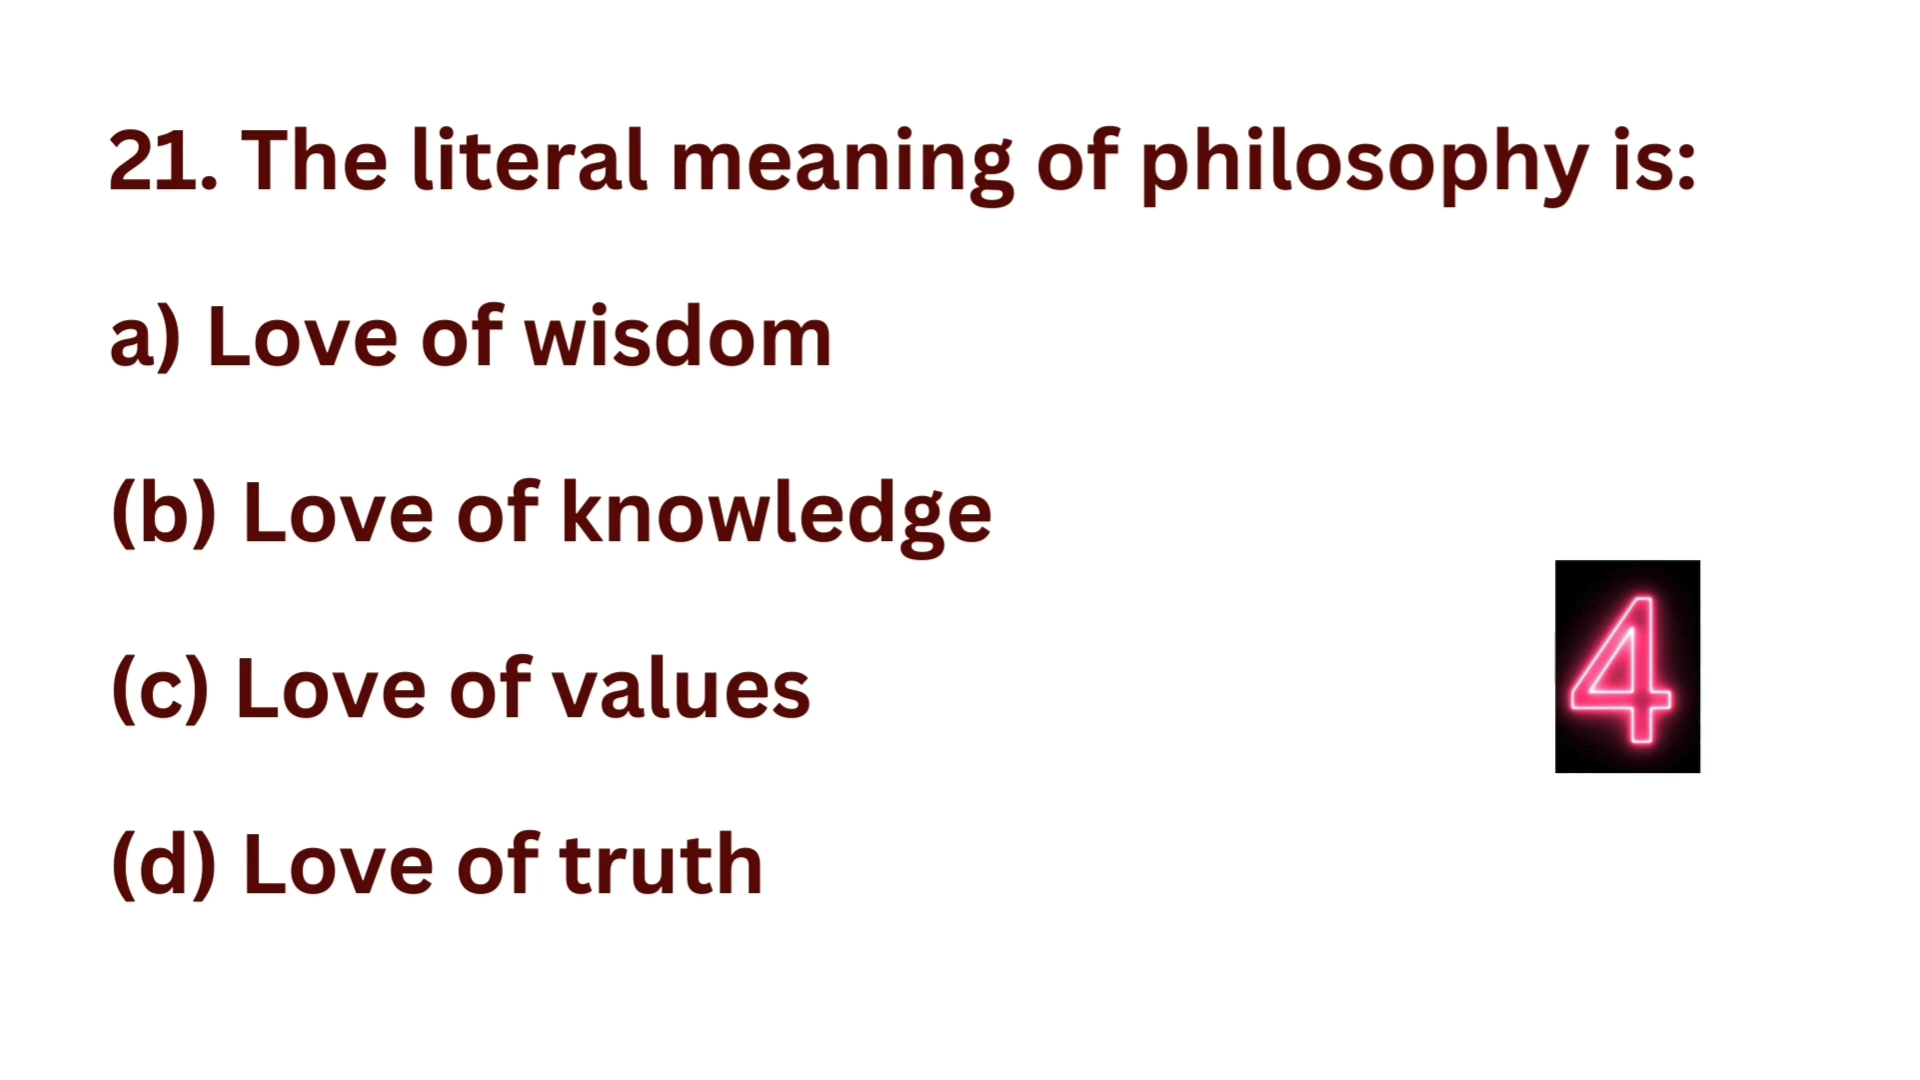 21. The literal meaning of philosophy is:
a) Love of wisdom
(b) Love of knowledge
(c) Love of values
4
(d) Love of truth